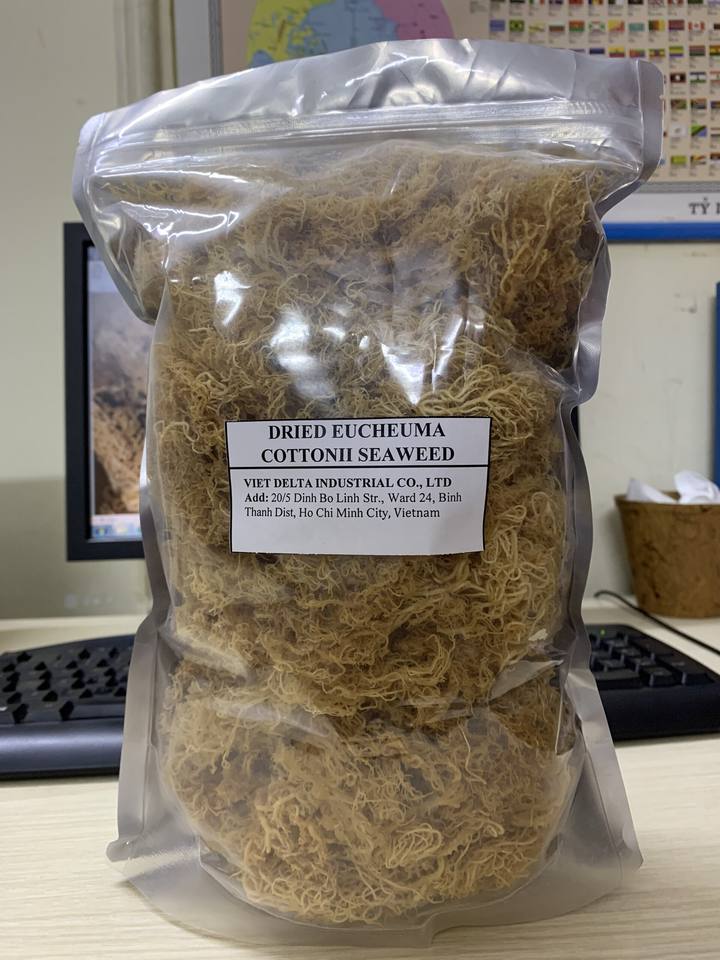 TỶ
DRIED EUCHEUMA
COTTONII SEAWEED
VIET DELTA INDUSTRIAL CO., LTD
Add: 20/5 Dinh Bo Linh Str., Ward 24, Binh
Thanh Dist, Ho Chi Minh City, Vietnam